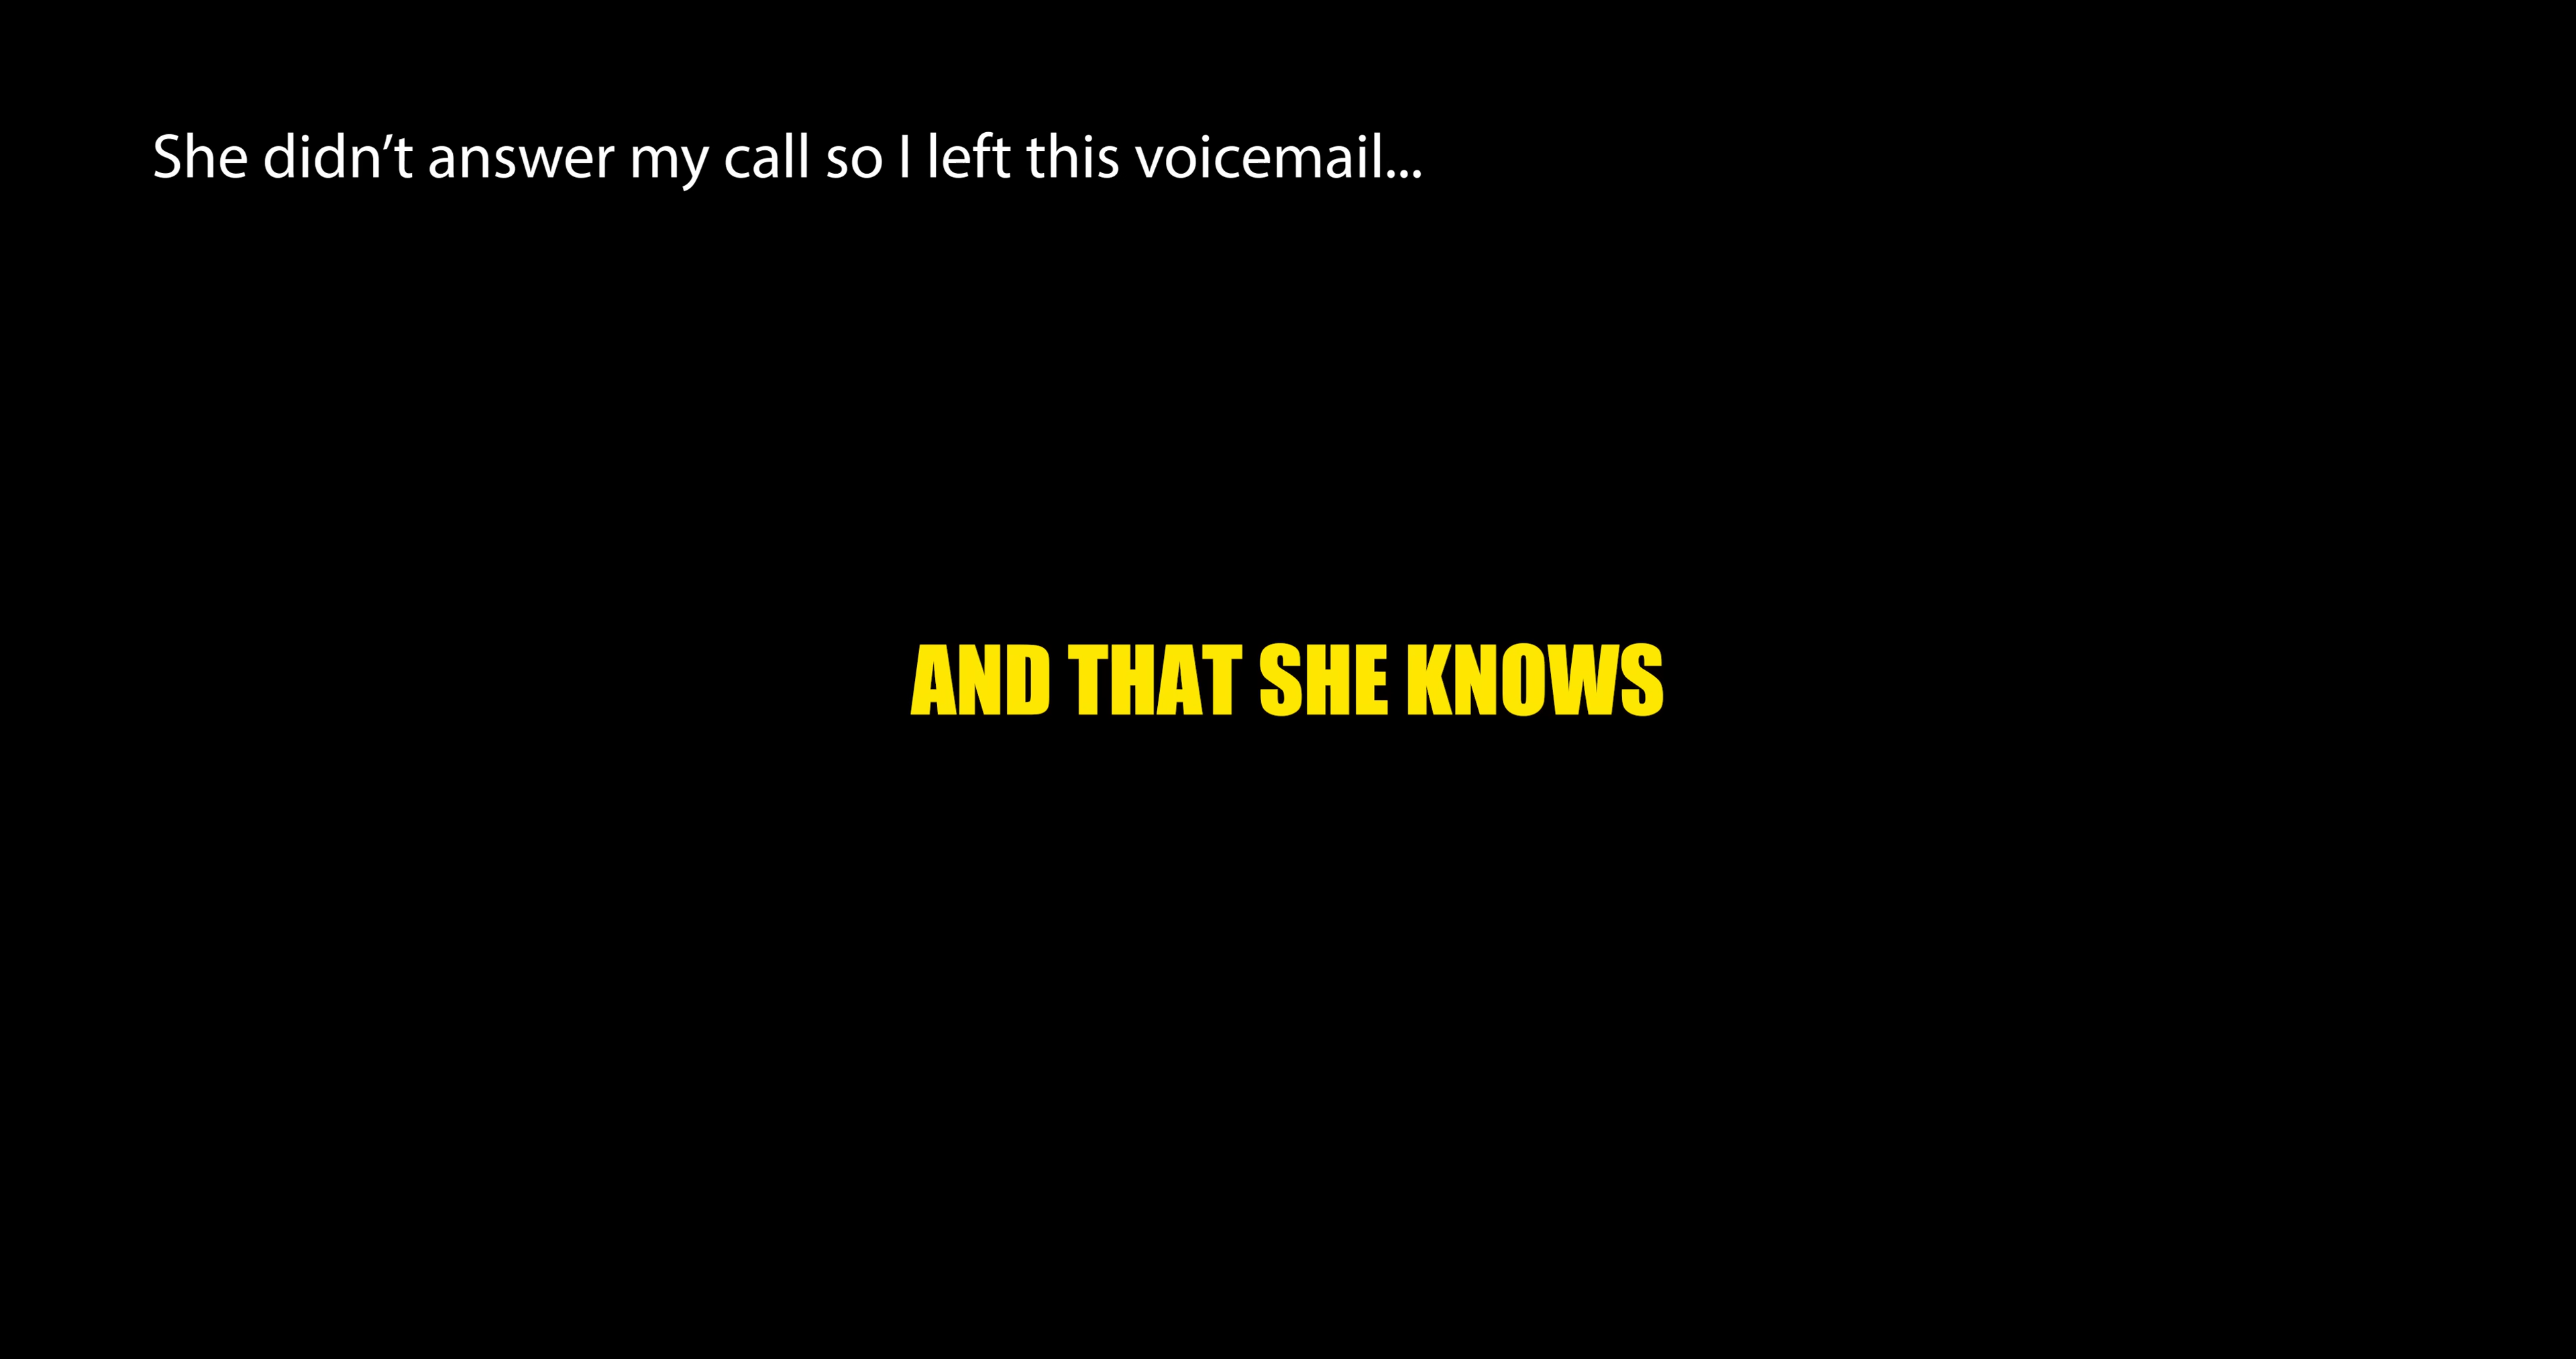 She didn’t answer my call so I left this voicemail...
AND THAT SHE KNOWS